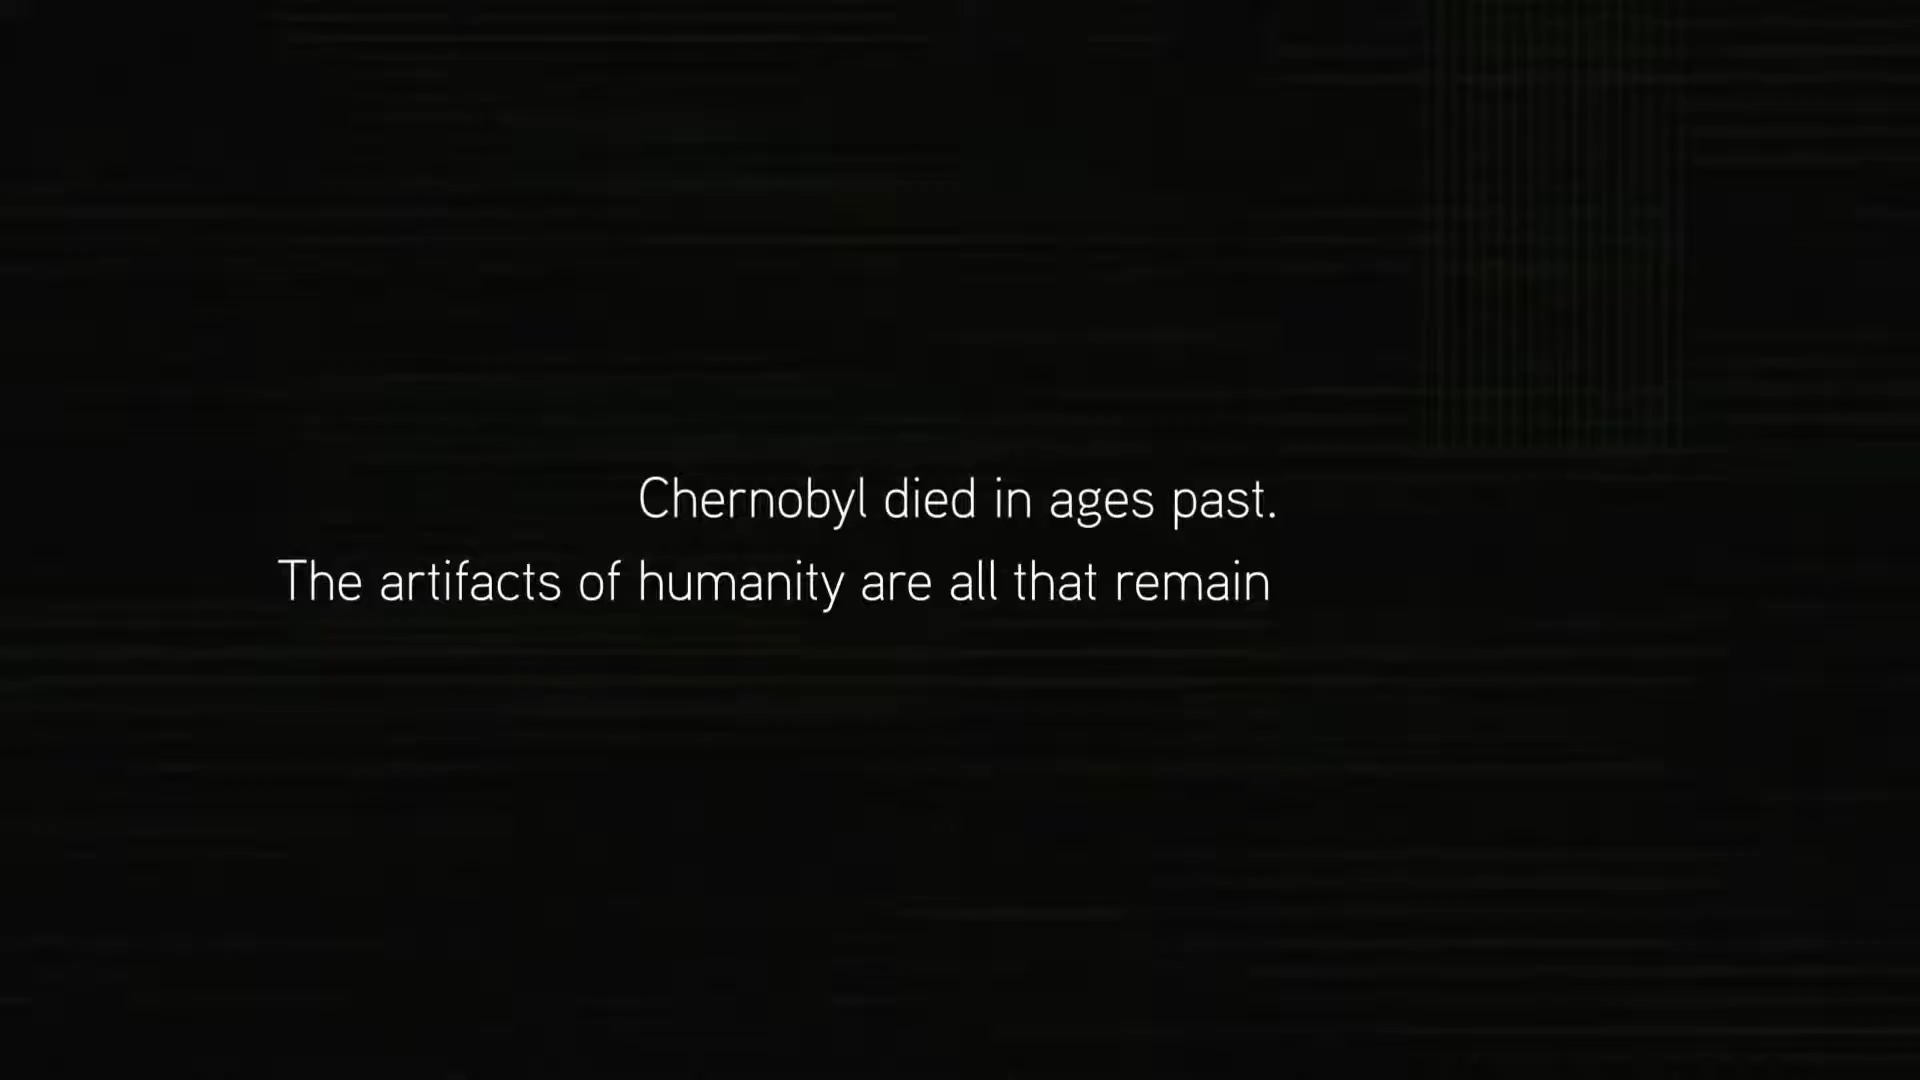 Chernobyl died in ages past.
The artifacts of humanity are all that remain